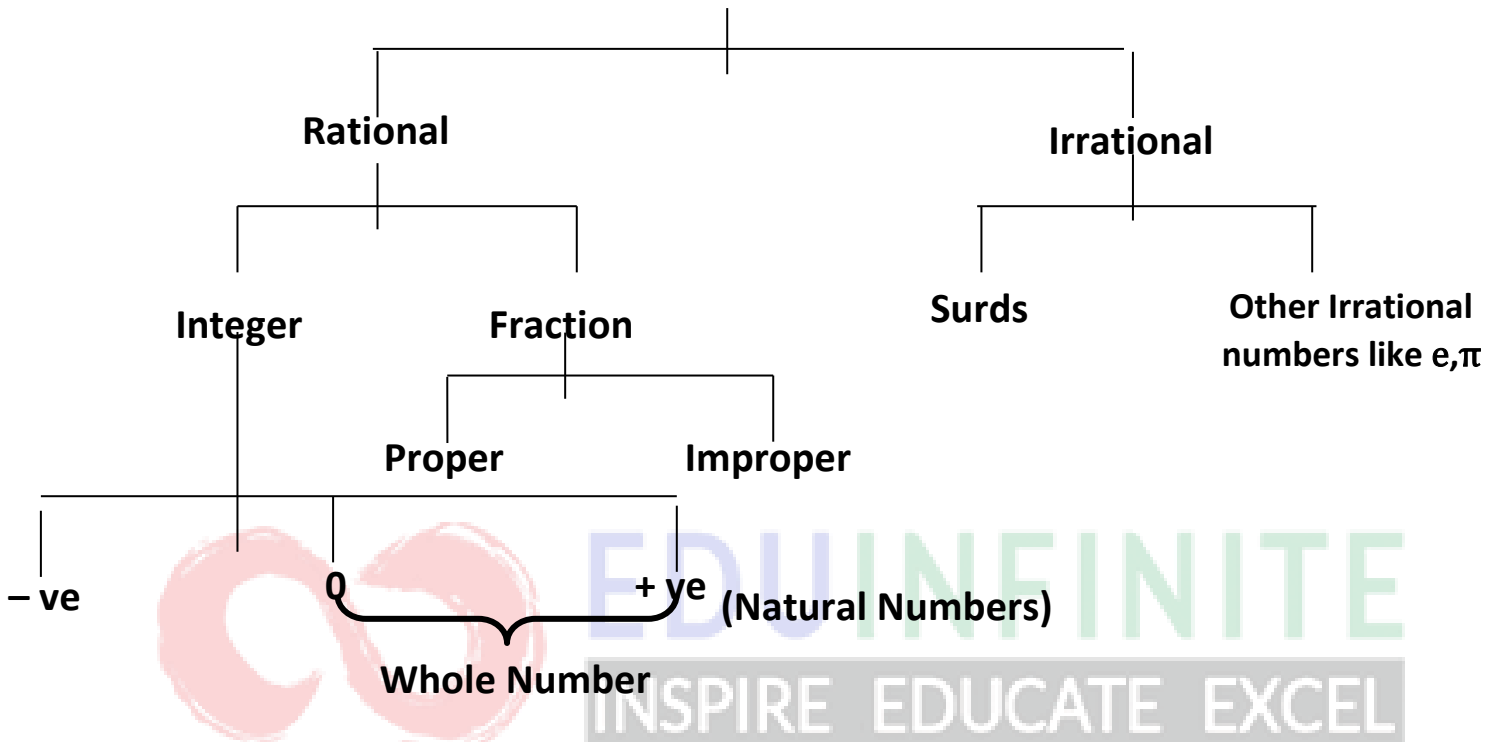 Rational
Irrational
Integer
Fraction
Surds
Other Irrational
numbers like e,π
Proper
Improper
– ve
0
+ ve
(Natural Numbers)
Whole Number
EDUINFINITE
INSPIRE EDUCATE EXCEL